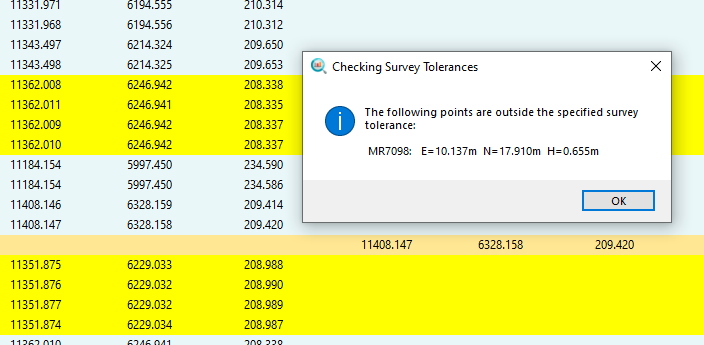 11331.971 6194.555 210.314
11331.968 6194.556 210.312
11343.497 6214.324 209.650
11343.498 6214.325 209.653
Checking Survey Tolerances
11362.008 6246.942 208.338
11362.011 6246.941 208.335
11362.009 6246.942 208.337
11362.010 6246.942 208.337
The following points are outside the specified survey
tolerance:
MR7098: E=10.137m N=17.910m H=0.655m
OK
11184.154 5997.450 234.590
11184.154 5997.450 234.586
11408.146 6328.159 209.414
11408.147 6328.158 209.420
11408.147 6328.158 209.420
11351.875 6229.033 208.988
11351.876 6229.032 208.990
11351.877 6229.032 208.989
11351.874 6229.034 208.987
11362.010 6246.941 208.338